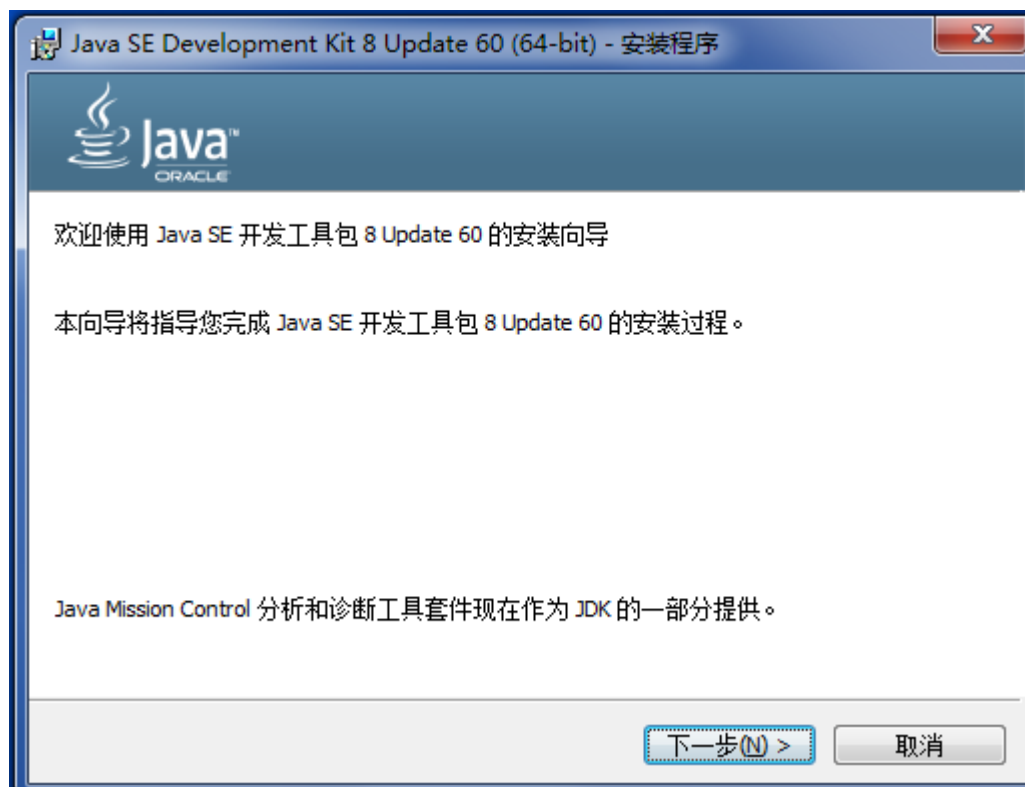 Java SE Development Kit 8 Update 60 (64-bit) - 安装程序
Java™
ORACLE
欢迎使用 Java SE 开发工具包 8 Update 60 的安装向导
本向导将指导您完成 Java SE 开发工具包 8 Update 60 的安装过程。
Java Mission Control 分析和诊断工具套件现在作为 JDK 的一部分提供。
下一步(N) >
取消